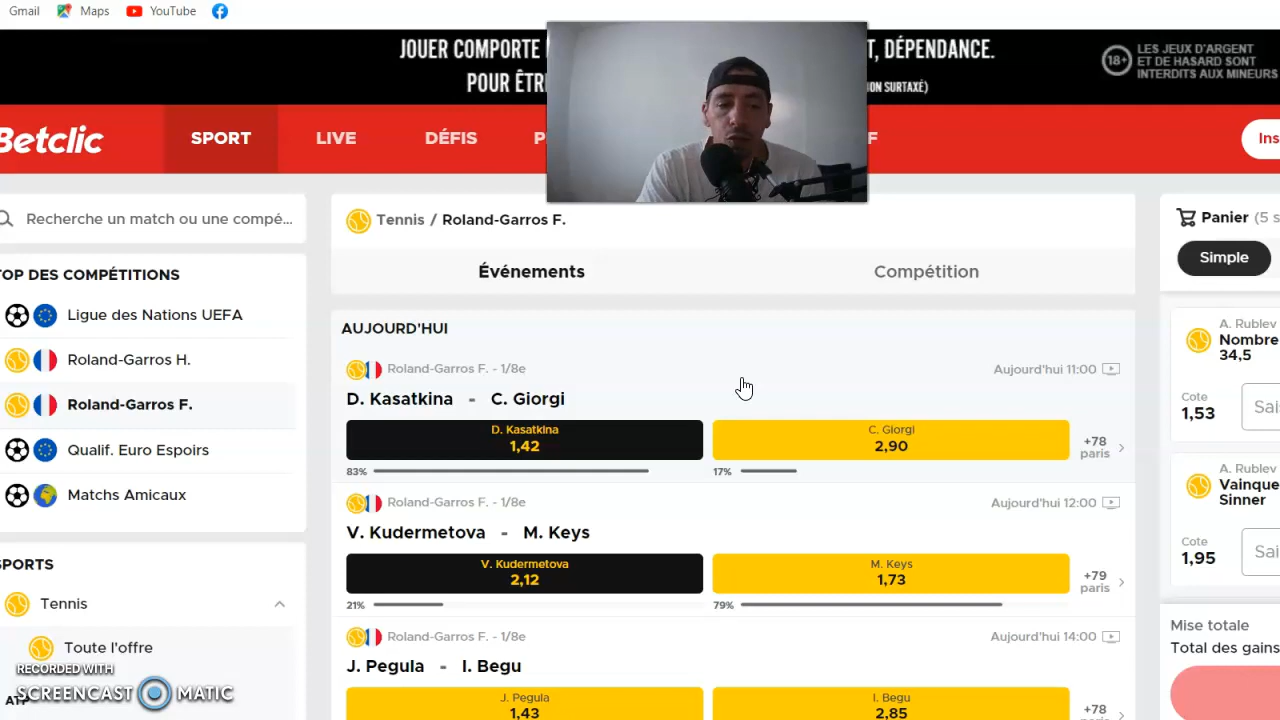 Gmail Maps YouTube
JOUER COMPORTE
T, DÉPENDANCE.
POUR ÊTR
ON SURTAXÉ)
18+
LES JEUX D'ARGENT
ET DE HASARD SONT
INTERDITS AUX MINEURS
Betclic
SPORT
LIVE
DÉFIS
P
F
Ins
Recherche un match ou une compé...
TOP DES COMPÉTITIONS
Ligue des Nations UEFA
Roland-Garros H.
Roland-Garros F.
Qualif. Euro Espoirs
Matchs Amicaux
SPORTS
Tennis
Toute l'offre
ATP
RECORDED WITH
SCREENCAST MATIC
Tennis / Roland-Garros F.
Événements
Compétition
AUJOURD'HUI
Roland-Garros F. - 1/8e
Aujourd'hui 11:00
D. Kasatkina - C. Giorgi
D. Kasatkina
1,42
C. Giorgi
2,90
+78
paris
83%
17%
Roland-Garros F. - 1/8e
Aujourd'hui 12:00
V. Kudermetova - M. Keys
V. Kudermetova
2,12
M. Keys
1,73
+79
paris
21%
79%
Roland-Garros F. - 1/8e
Aujourd'hui 14:00
J. Pegula - I. Begu
J. Pegula
1,43
I. Begu
2,85
+78
paris
Panier (5 s
Simple
A. Rublev
Nombre
34,5
Cote
1,53
Sai
A. Rublev
Vainque
Sinner
Cote
1,95
Sai
Mise totale
Total des gains